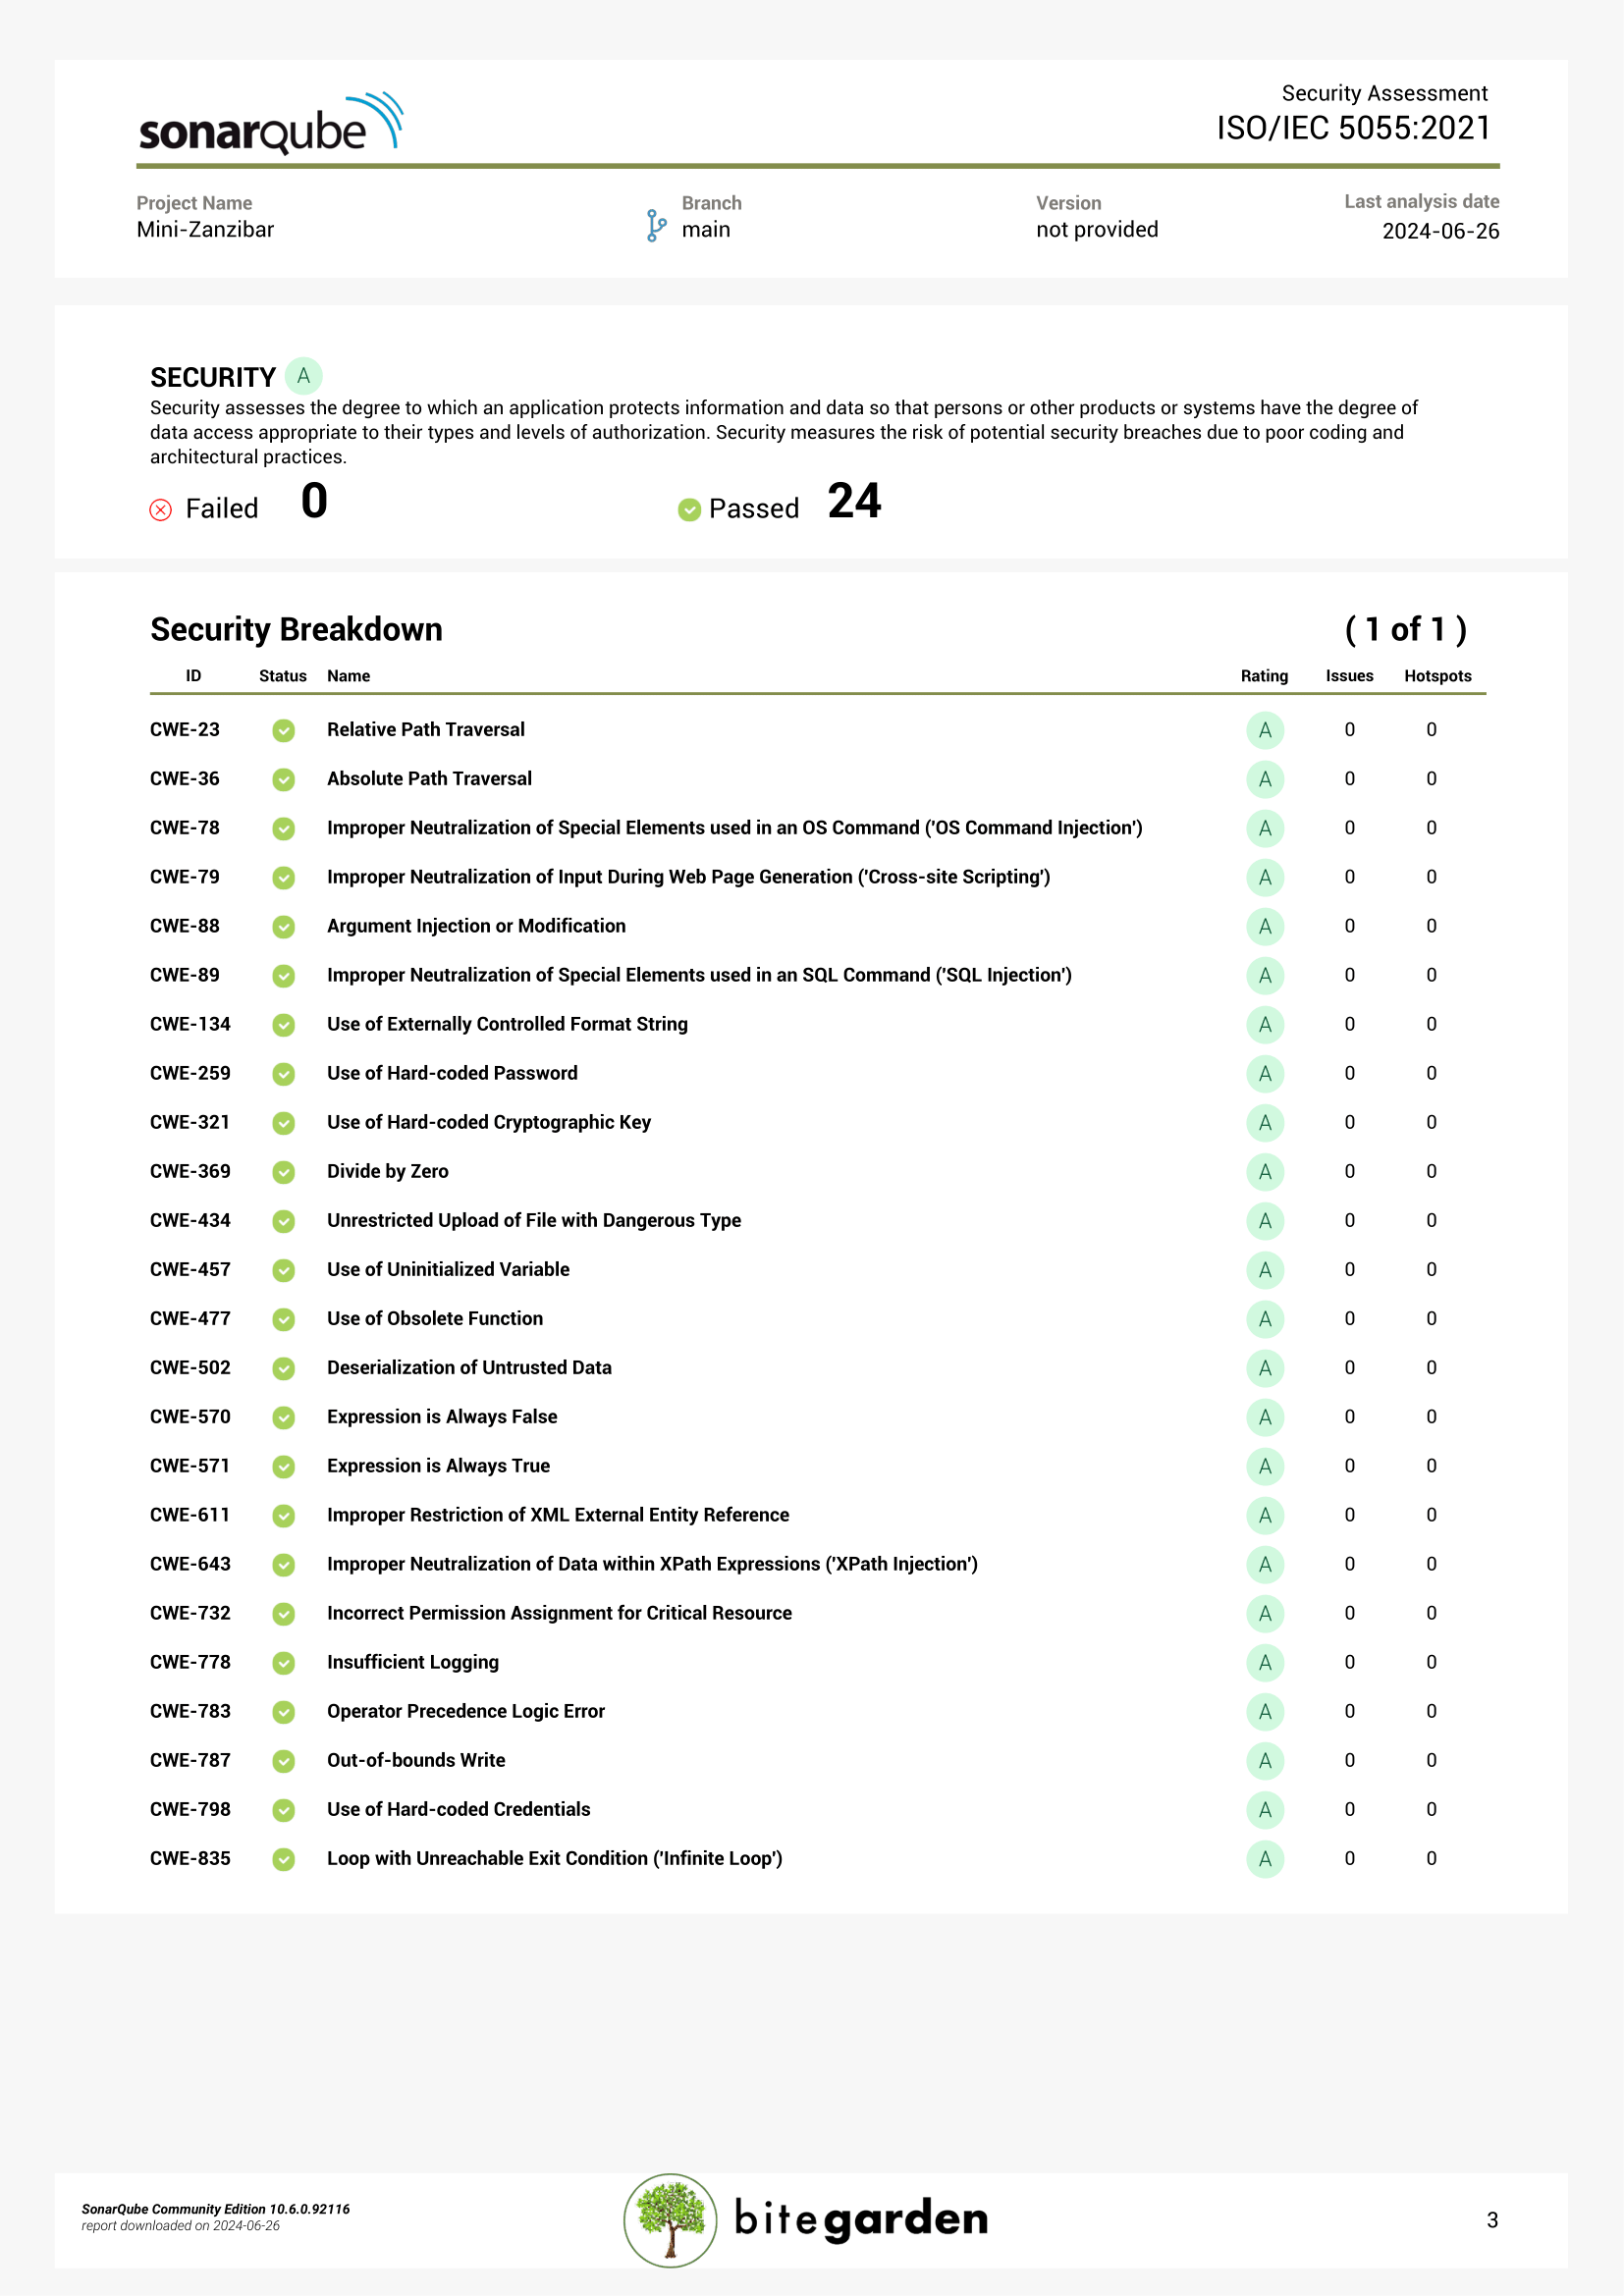 sonarqube
Security Assessment
ISO/IEC 5055:2021
Project Name
Mini-Zanzibar
Branch
main
Version
not provided
Last analysis date
2024-06-26
SECURITY A
Security assesses the degree to which an application protects information and data so that persons or other products or systems have the degree of
data access appropriate to their types and levels of authorization. Security measures the risk of potential security breaches due to poor coding and
architectural practices.
Failed 0 Passed 24
Security Breakdown ( 1 of 1 )
ID Status Name Rating Issues Hotspots
CWE-23 Relative Path Traversal A 0 0
CWE-36 Absolute Path Traversal A 0 0
CWE-78 Improper Neutralization of Special Elements used in an OS Command ('OS Command Injection') A 0 0
CWE-79 Improper Neutralization of Input During Web Page Generation ('Cross-site Scripting') A 0 0
CWE-88 Argument Injection or Modification A 0 0
CWE-89 Improper Neutralization of Special Elements used in an SQL Command ('SQL Injection') A 0 0
CWE-134 Use of Externally Controlled Format String A 0 0
CWE-259 Use of Hard-coded Password A 0 0
CWE-321 Use of Hard-coded Cryptographic Key A 0 0
CWE-369 Divide by Zero A 0 0
CWE-434 Unrestricted Upload of File with Dangerous Type A 0 0
CWE-457 Use of Uninitialized Variable A 0 0
CWE-477 Use of Obsolete Function A 0 0
CWE-502 Deserialization of Untrusted Data A 0 0
CWE-570 Expression is Always False A 0 0
CWE-571 Expression is Always True A 0 0
CWE-611 Improper Restriction of XML External Entity Reference A 0 0
CWE-643 Improper Neutralization of Data within XPath Expressions ('XPath Injection') A 0 0
CWE-732 Incorrect Permission Assignment for Critical Resource A 0 0
CWE-778 Insufficient Logging A 0 0
CWE-783 Operator Precedence Logic Error A 0 0
CWE-787 Out-of-bounds Write A 0 0
CWE-798 Use of Hard-coded Credentials A 0 0
CWE-835 Loop with Unreachable Exit Condition ('Infinite Loop') A 0 0
SonarQube Community Edition 10.6.0.92116
report downloaded on 2024-06-26
bitegarden
3